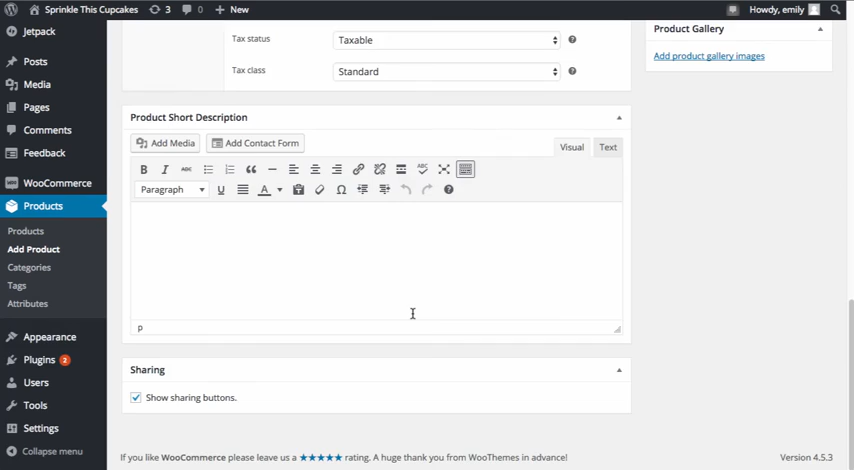 Sprinkle This Cupcakes 3 0 New Howdy, emily
Jetpack
Posts
Media
Pages
Comments
Feedback
WooCommerce
Products
Products
Add Product
Categories
Tags
Attributes
Appearance
Plugins 2
Users
Tools
Settings
Collapse menu
Tax status Taxable
Tax class Standard
Product Short Description
Add Media Add Contact Form Visual Text
B I ABC ABC
Paragraph U A Ω
p
Sharing
Show sharing buttons.
Product Gallery
Add product gallery images
If you like WooCommerce please leave us a ★★★★★ rating. A huge thank you from WooThemes in advance! Version 4.5.3